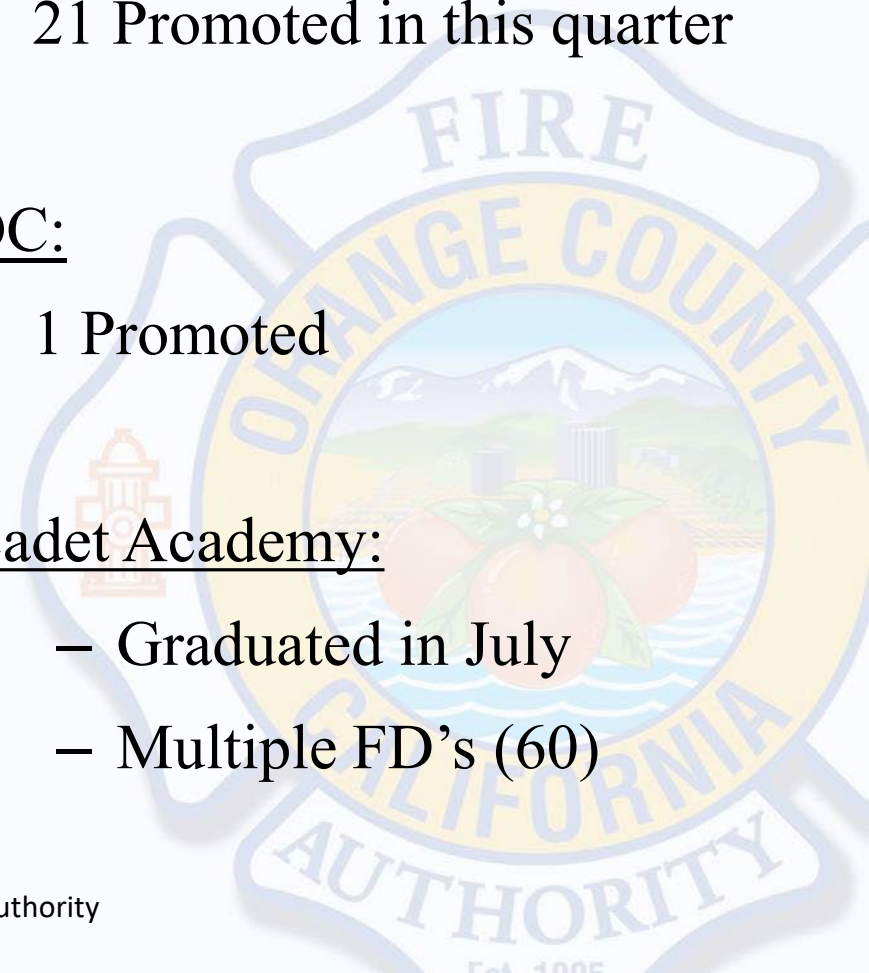 21 Promoted in this quarter
FIRE
ORANGE COUNTY
C:
1 Promoted
adet Academy:
– Graduated in July
– Multiple FD’s (60)
CALIFORNIA
AUTHORITY
uthority